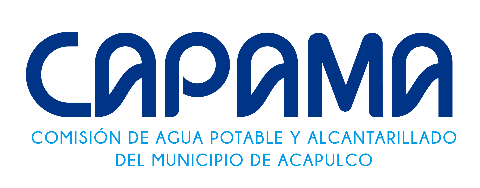 CAPAMA
COMISIÓN DE AGUA POTABLE Y ALCANTARILLADO
DEL MUNICIPIO DE ACAPULCO